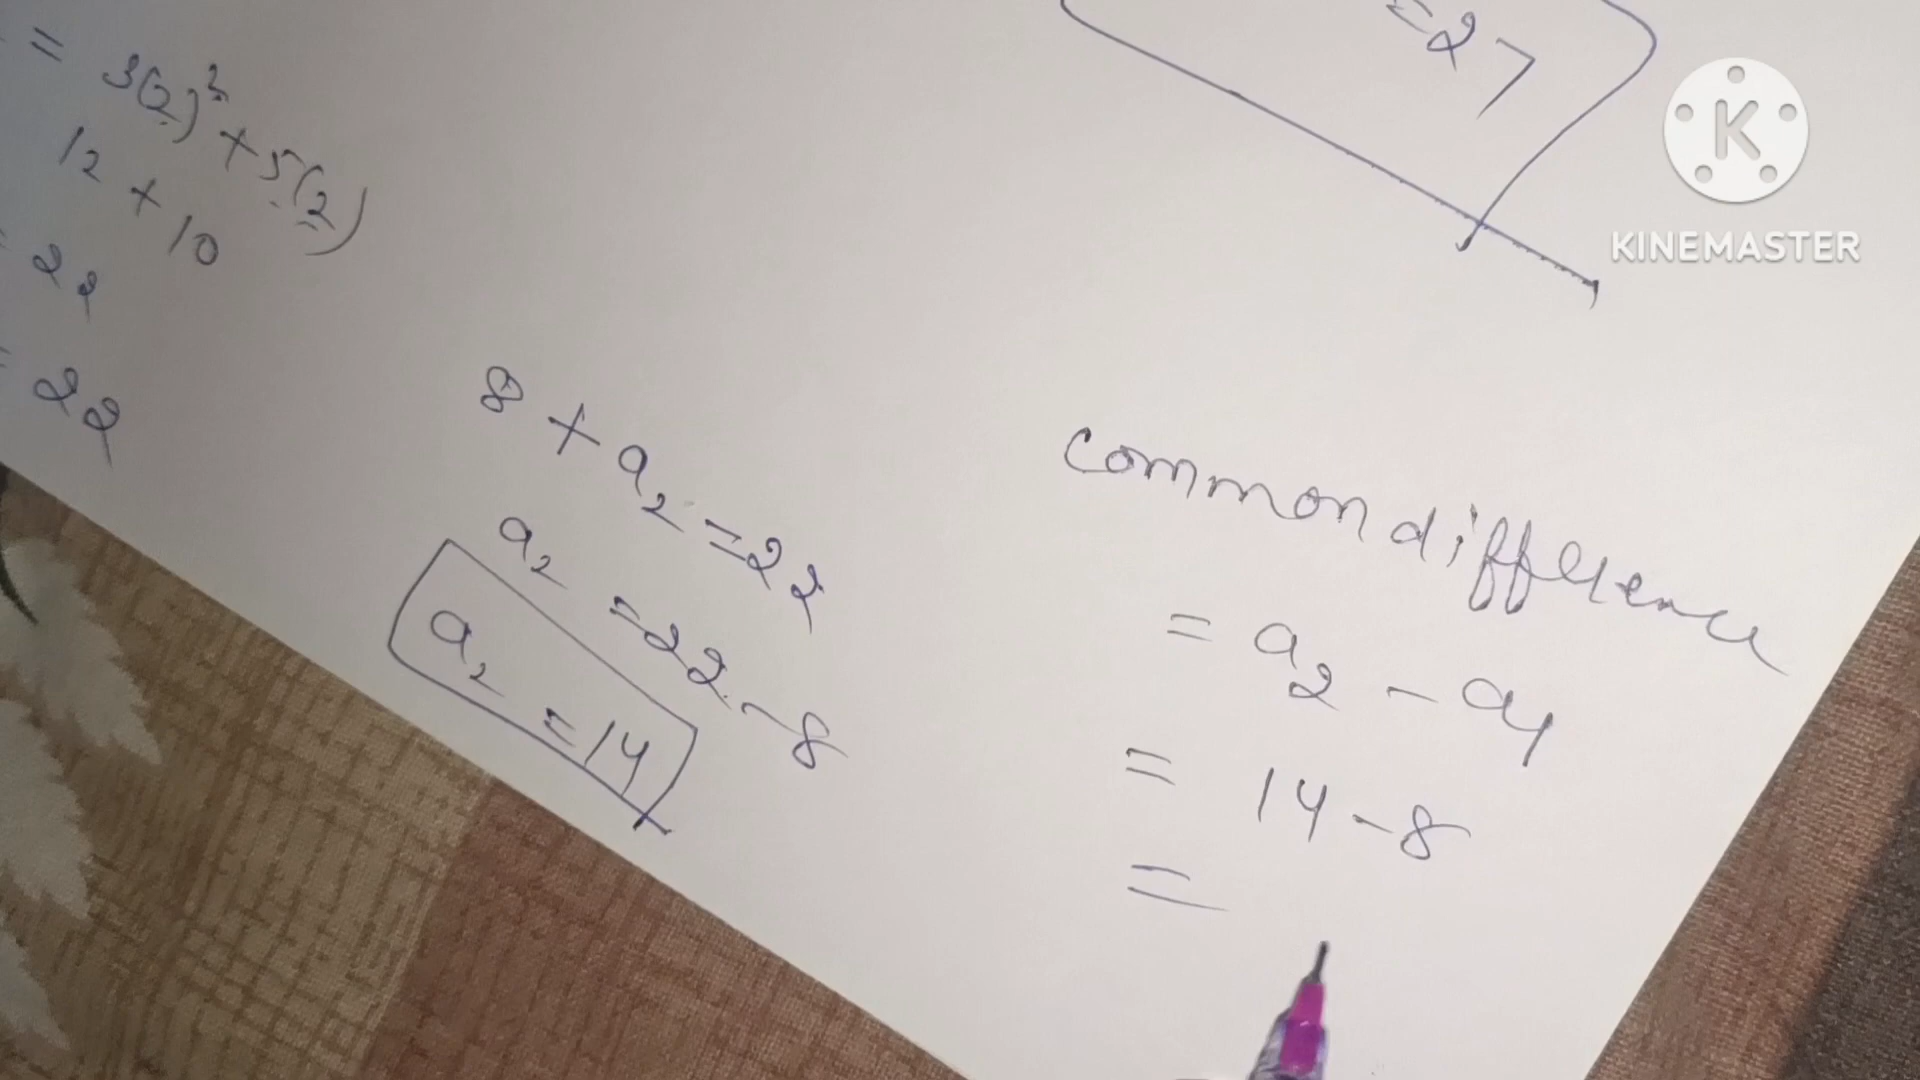 = 3(2)² + 5(2)
12 + 10
= 22
= 22
8 + a₂ = 22
a₂ = 22 - 8
a₂ = 14
= 27
common difference
= a₂ - a₁
= 14 - 8
=
KINEMASTER